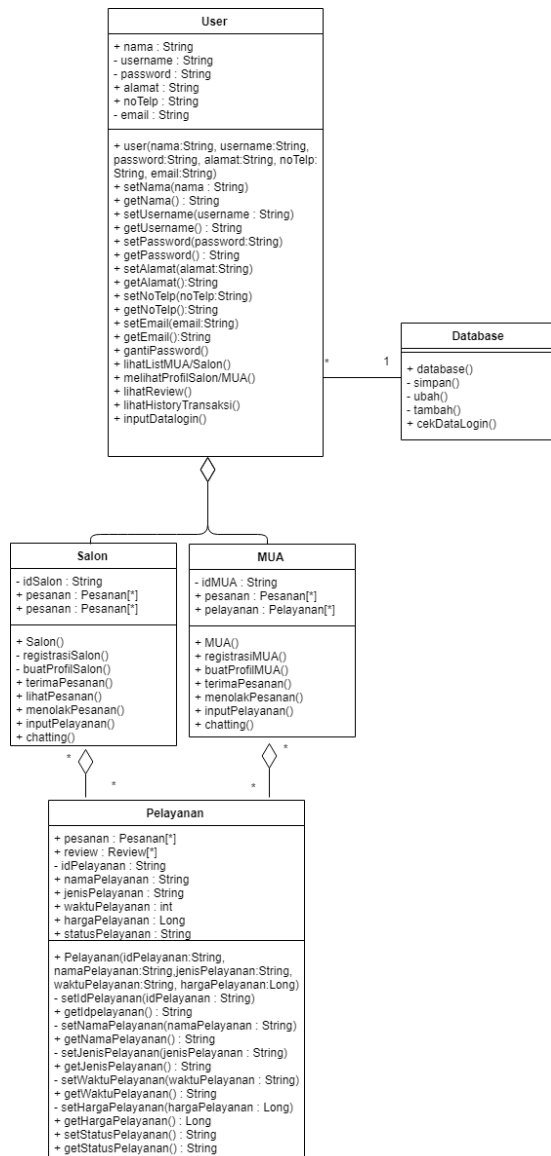 User
+ nama : String
- username : String
- password : String
+ alamat : String
+ noTelp : String
- email : String
+ user(nama:String, username:String,
password:String, alamat:String, noTelp:
String, email:String)
+ setNama(nama : String)
+ getNama() : String
+ setUsername(username : String)
+ getUsername() : String
+ setPassword(password:String)
+ getPassword() : String
+ setAlamat(alamat:String)
+ getAlamat():String
+ setNoTelp(noTelp:String)
+ getNoTelp():String
+ setEmail(email:String)
+ getEmail():String
+ gantiPassword()
+ lihatListMUA/Salon()
+ melihatProfilSalon/MUA()
+ lihatReview()
+ lihatHistoryTransaksi()
+ inputDatalogin()
* 1
Database
+ database()
- simpan()
- ubah()
- tambah()
+ cekDataLogin()
Salon
- idSalon : String
+ pesanan : Pesanan[*]
+ pesanan : Pesanan[*]
+ Salon()
- registrasiSalon()
- buatProfilSalon()
+ terimaPesanan()
+ lihatPesanan()
+ menolakPesanan()
+ inputPelayanan()
+ chatting()
MUA
- idMUA : String
+ pesanan : Pesanan[*]
+ pelayanan : Pelayanan[*]
+ MUA()
+ registrasiMUA()
+ buatProfilMUA()
+ terimaPesanan()
+ menolakPesanan()
+ inputPelayanan()
+ chatting()
* *
* *
Pelayanan
+ pesanan : Pesanan[*]
+ review : Review[*]
- idPelayanan : String
+ namaPelayanan : String
+ jenisPelayanan : String
+ waktuPelayanan : int
+ hargaPelayanan : Long
+ statusPelayanan : String
+ Pelayanan(idPelayanan:String,
namaPelayanan:String,jenisPelayanan:String,
waktuPelayanan:String, hargaPelayanan:Long)
- setIdPelayanan(idPelayanan : String)
+ getIdpelayanan() : String
- setNamaPelayanan(namaPelayanan : String)
+ getNamaPelayanan() : String
- setJenisPelayanan(jenisPelayanan : String)
+ getJenisPelayanan() : String
- setWaktuPelayanan(waktuPelayanan : String)
+ getWaktuPelayanan() : String
- setHargaPelayanan(hargaPelayanan : Long)
+ getHargaPelayanan() : Long
+ setStatusPelayanan() : String
+ getStatusPelayanan() : String